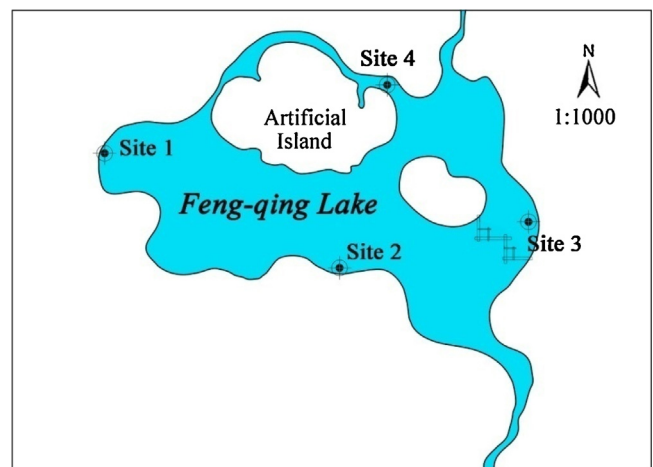 Site 4
N
1:1000
Artificial
Island
Site 1
Feng-qing Lake
Site 2
Site 3